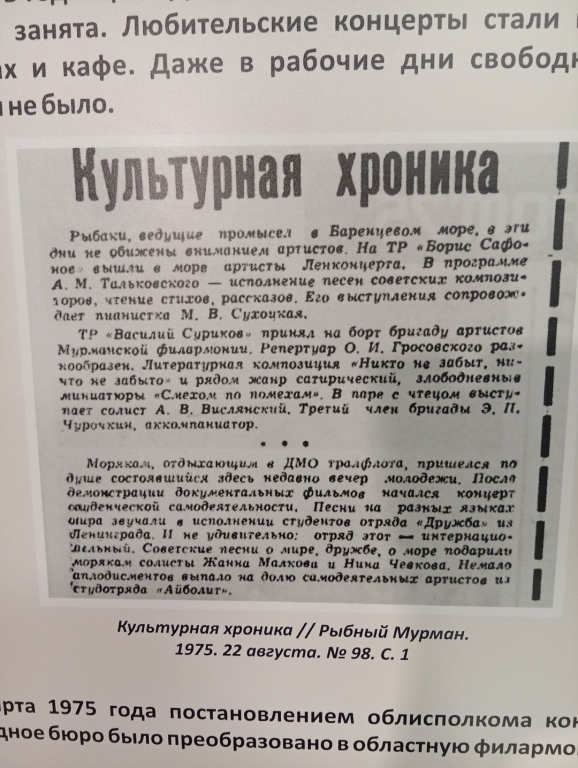 занята. Любительские концерты стали
и кафе. Даже в рабочие дни свободн
не было.
Культурная хроника
Рыбаки, ведущие промысел в Баренцевом море, в эти
дни не обижены вниманием артистов. На ТР «Борис Сафо-
нов» вышли в море артисты Ленконцерта. В программе
А. М. Тальковского — исполнение песен советских компози-
торов, чтение стихов, рассказов. Его выступления сопровож-
дает пианистка М. В. Сухоцкая.
ТР «Василий Суриков» принял на борт бригаду артистов
Мурманской филармонии. Репертуар О. И. Гросовского раз-
нообразен. Литературная композиция «Никто не забыт, ни-
что не забыто» и рядом жанр сатирический, злободневные
миниатюры «Смехом по помехам». В паре с чтецом высту-
пает солист А. В. Вислянский. Третий член бригады Э. П.
Чурочкин, аккомпаниатор.
• • •
Морякам, отдыхающим в ДМО тралфлота, пришелся по
душе состоявшийся здесь недавно вечер молодежи. После
демонстрации документальных фильмов начался концерт
студенческой самодеятельности. Песни на разных языках
мира звучали в исполнении студентов отряда «Дружба» из
Ленинграда. И не удивительно: отряд этот — интернацио-
нальный. Советские песни о мире, дружбе, о море подарили
морякам солисты Жанна Малкова и Нина Чевкова. Немало
аплодисментов выпало на долю самодеятельных артистов из
студотряда «Айболит».
Культурная хроника // Рыбный Мурман.
1975. 22 августа. № 98. С. 1
арта 1975 года постановлением облисполкома кон
дное бюро было преобразовано в областную филармо